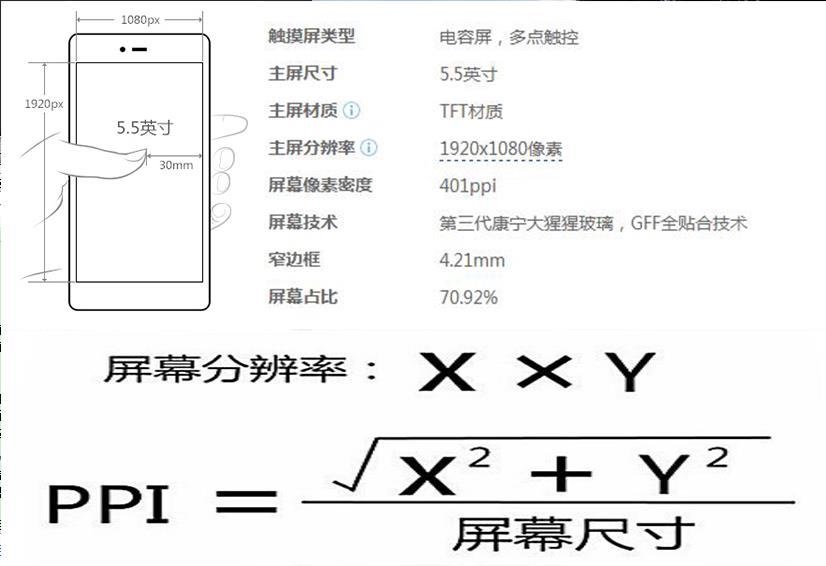 1080px
1920px
5.5英寸
30mm
触摸屏类型 电容屏，多点触控
主屏尺寸 5.5英寸
主屏材质 TFT材质
主屏分辨率 1920x1080像素
屏幕像素密度 401ppi
屏幕技术 第三代康宁大猩猩玻璃，GFF全贴合技术
窄边框 4.21mm
屏幕占比 70.92%
屏幕分辨率：X × Y
PPI = √X² + Y²
屏幕尺寸